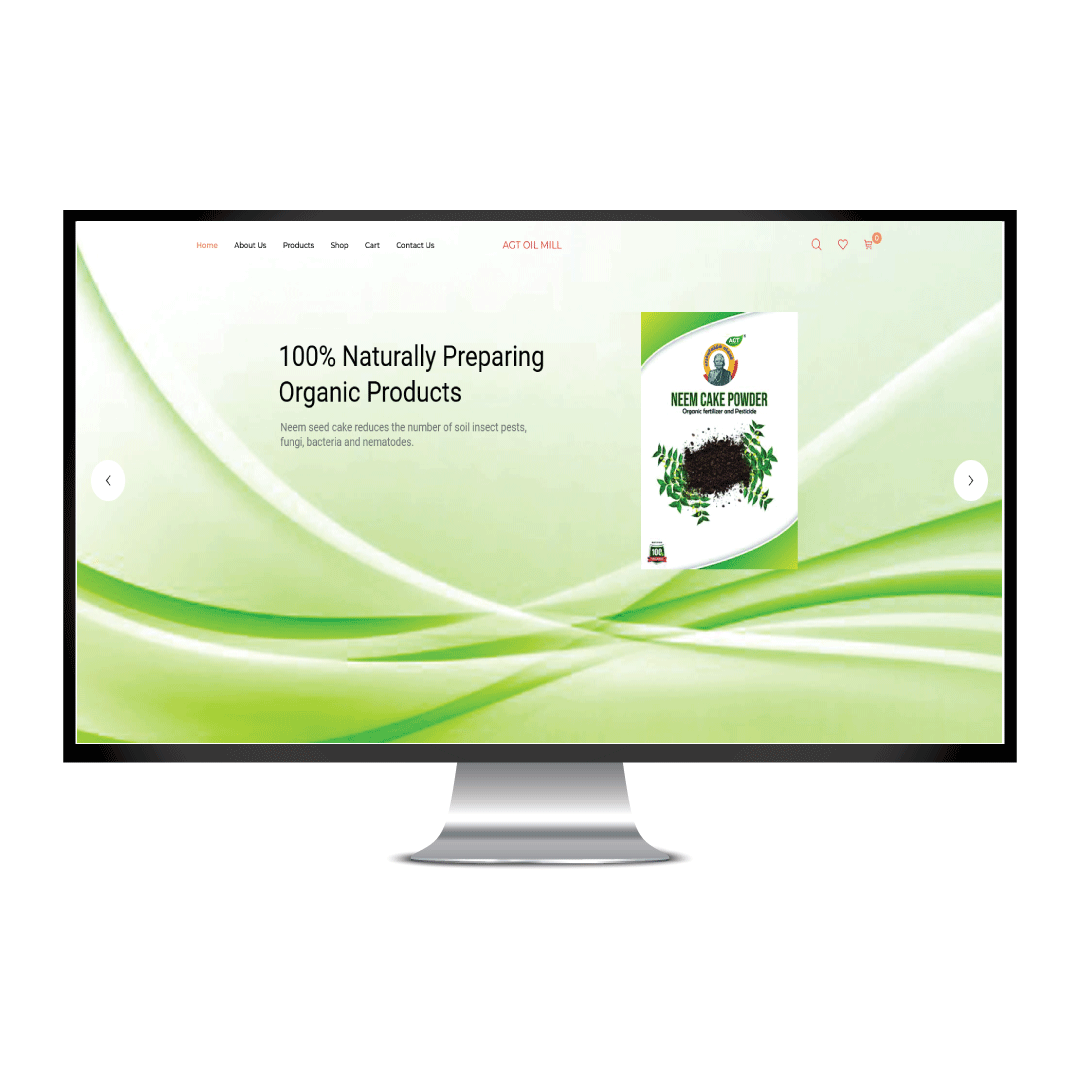 Home About Us Products Shop Cart Contact Us AGT OIL MILL 0
100% Naturally Preparing
Organic Products
Neem seed cake reduces the number of soil insect pests,
fungi, bacteria and nematodes.
AGT
NEEM CAKE POWDER
Organic fertilizer and Pesticide
100%